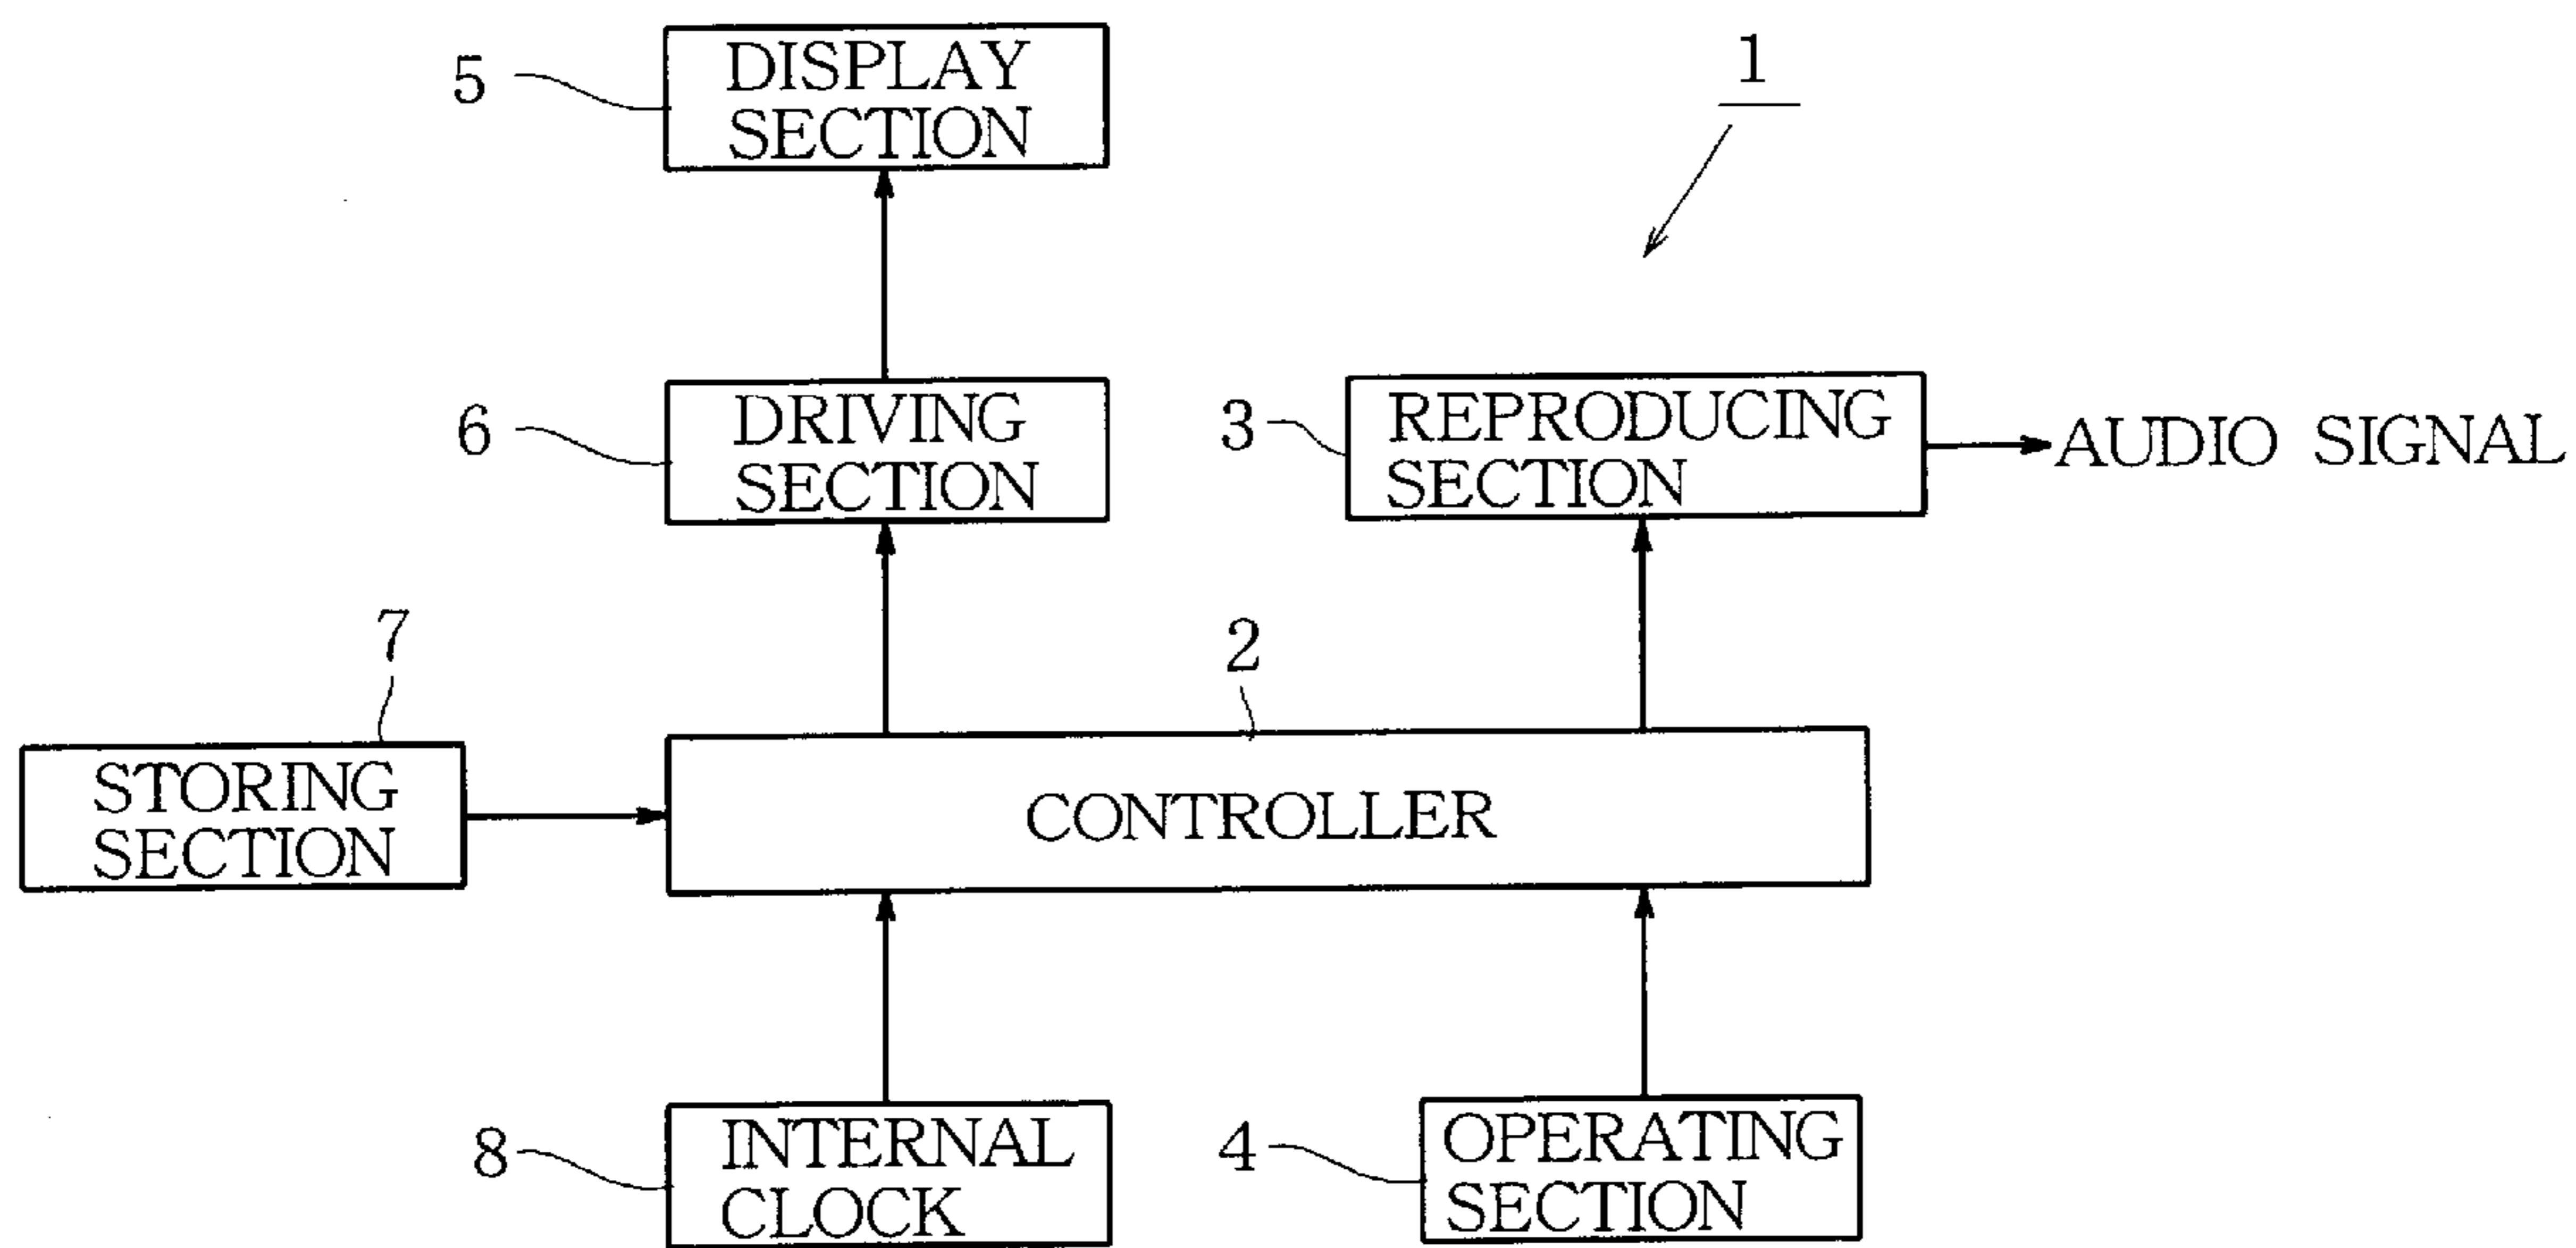 5
DISPLAY
SECTION
1
6
DRIVING
SECTION
3
REPRODUCING
SECTION
AUDIO SIGNAL
7
2
STORING
SECTION
CONTROLLER
8
INTERNAL
CLOCK
4
OPERATING
SECTION